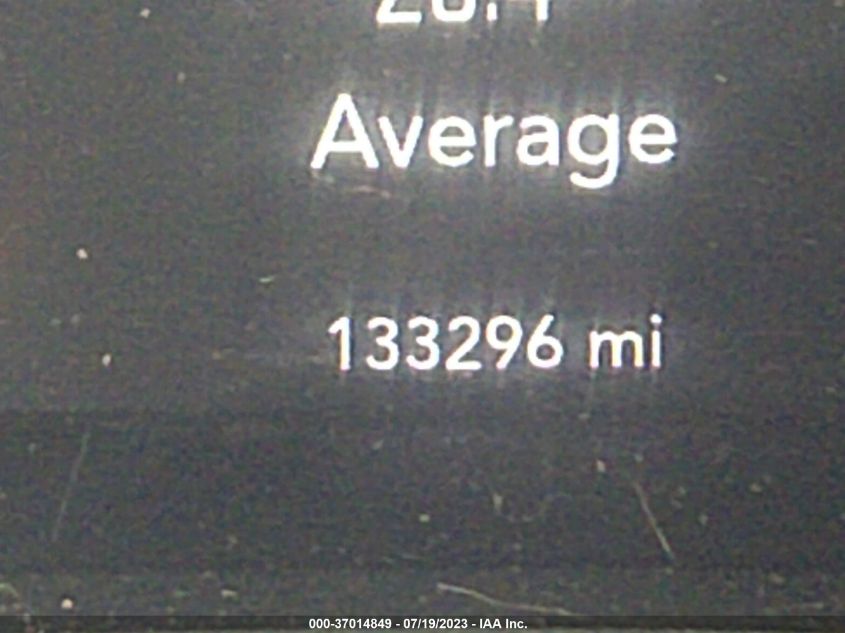 Average
133296 mi
000-37014849 - 07/19/2023 - IAA Inc.